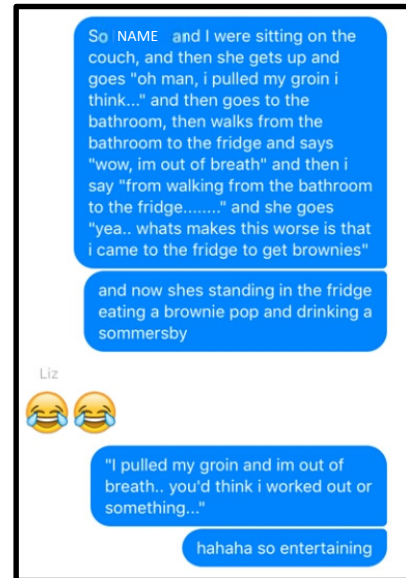 So NAME and I were sitting on the
couch, and then she gets up and
goes "oh man, i pulled my groin i
think..." and then goes to the
bathroom, then walks from the
bathroom to the fridge and says
"wow, im out of breath" and then i
say "from walking from the bathroom
to the fridge........" and she goes
"yea.. whats makes this worse is that
i came to the fridge to get brownies"
and now shes standing in the fridge
eating a brownie pop and drinking a
sommersby
Liz
😂😂
"I pulled my groin and im out of
breath.. you'd think i worked out or
something..."
hahaha so entertaining